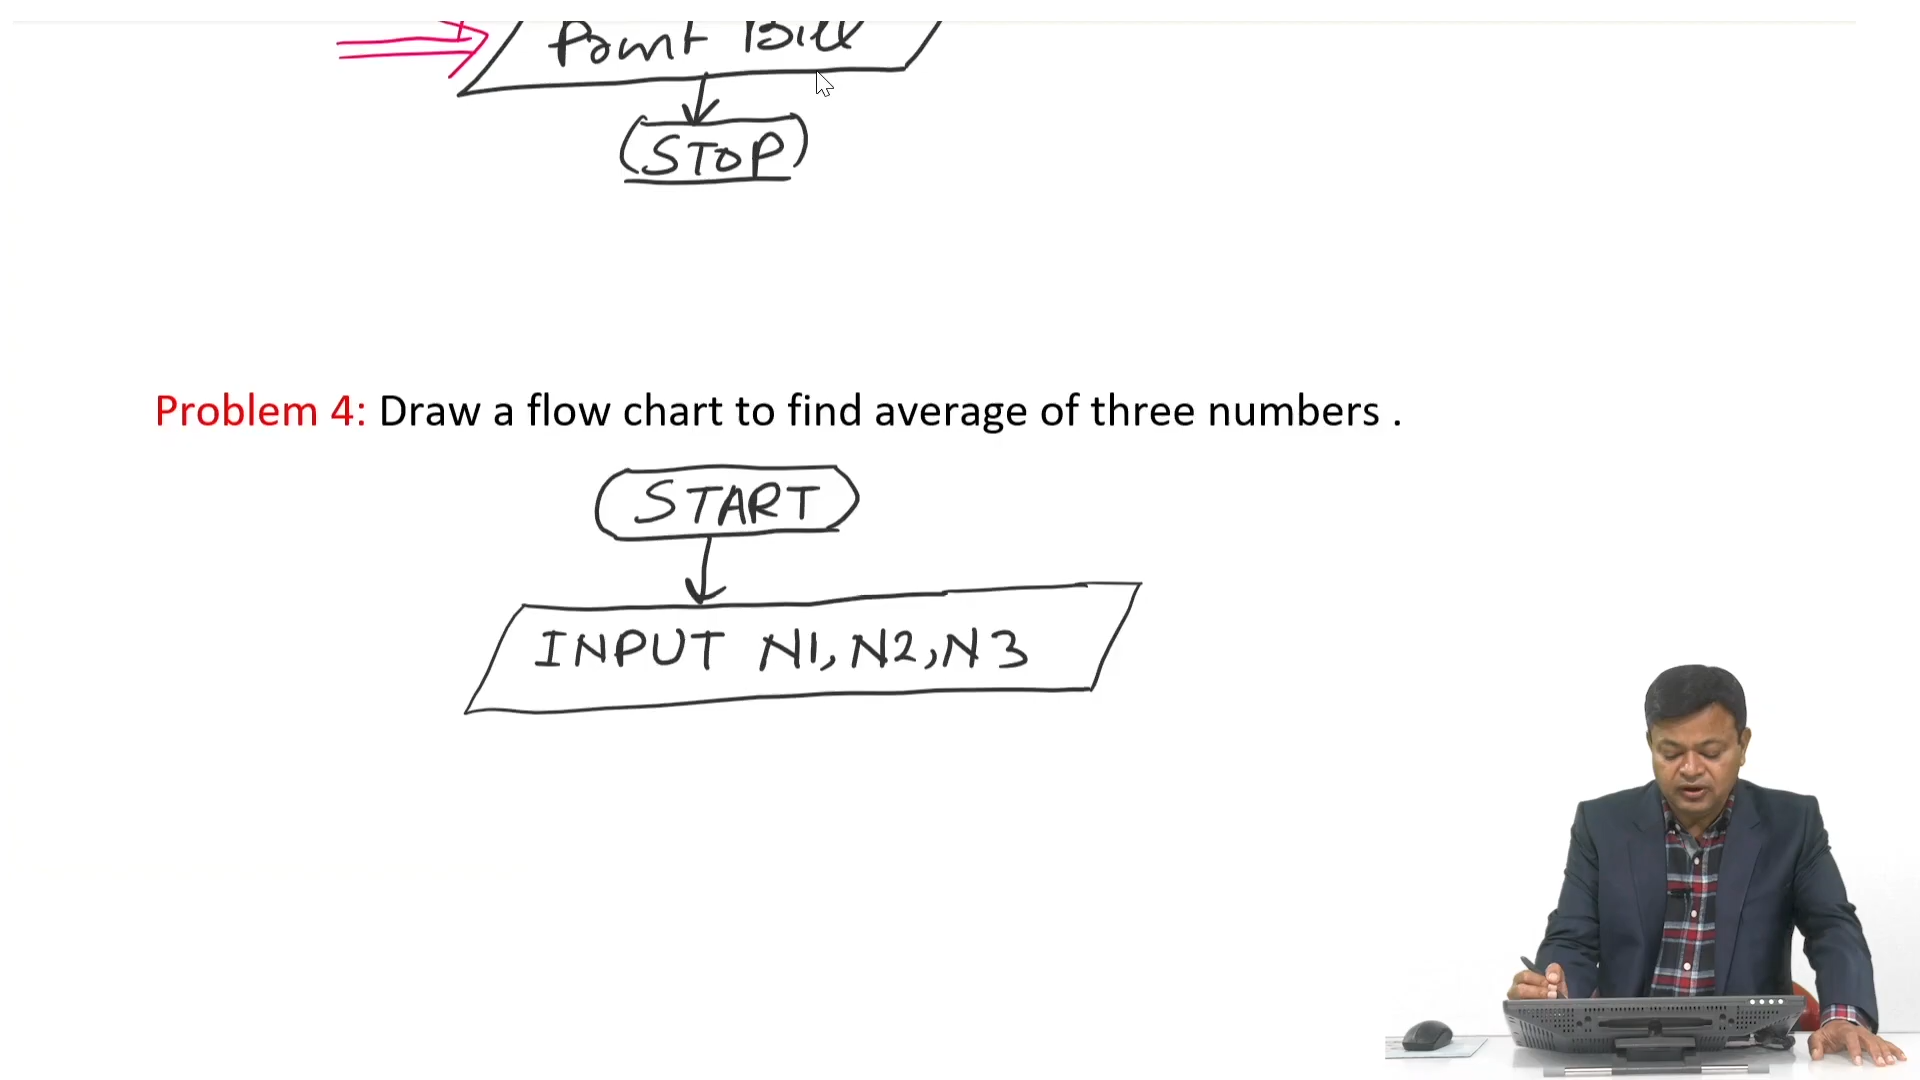 Print Bill
STOP
Problem 4: Draw a flow chart to find average of three numbers .
START
INPUT N1, N2, N3